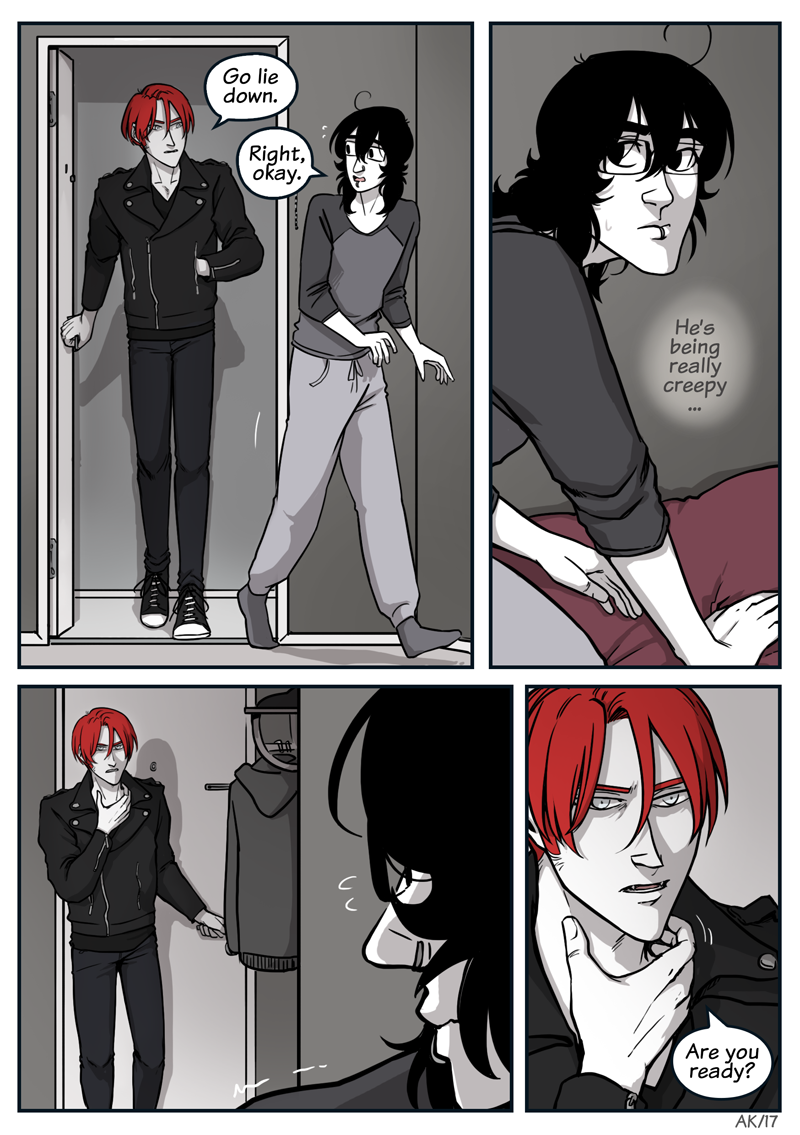 Go lie
down.
Right,
okay.
He's
being
really
creepy
...
Are you
ready?
AK/17